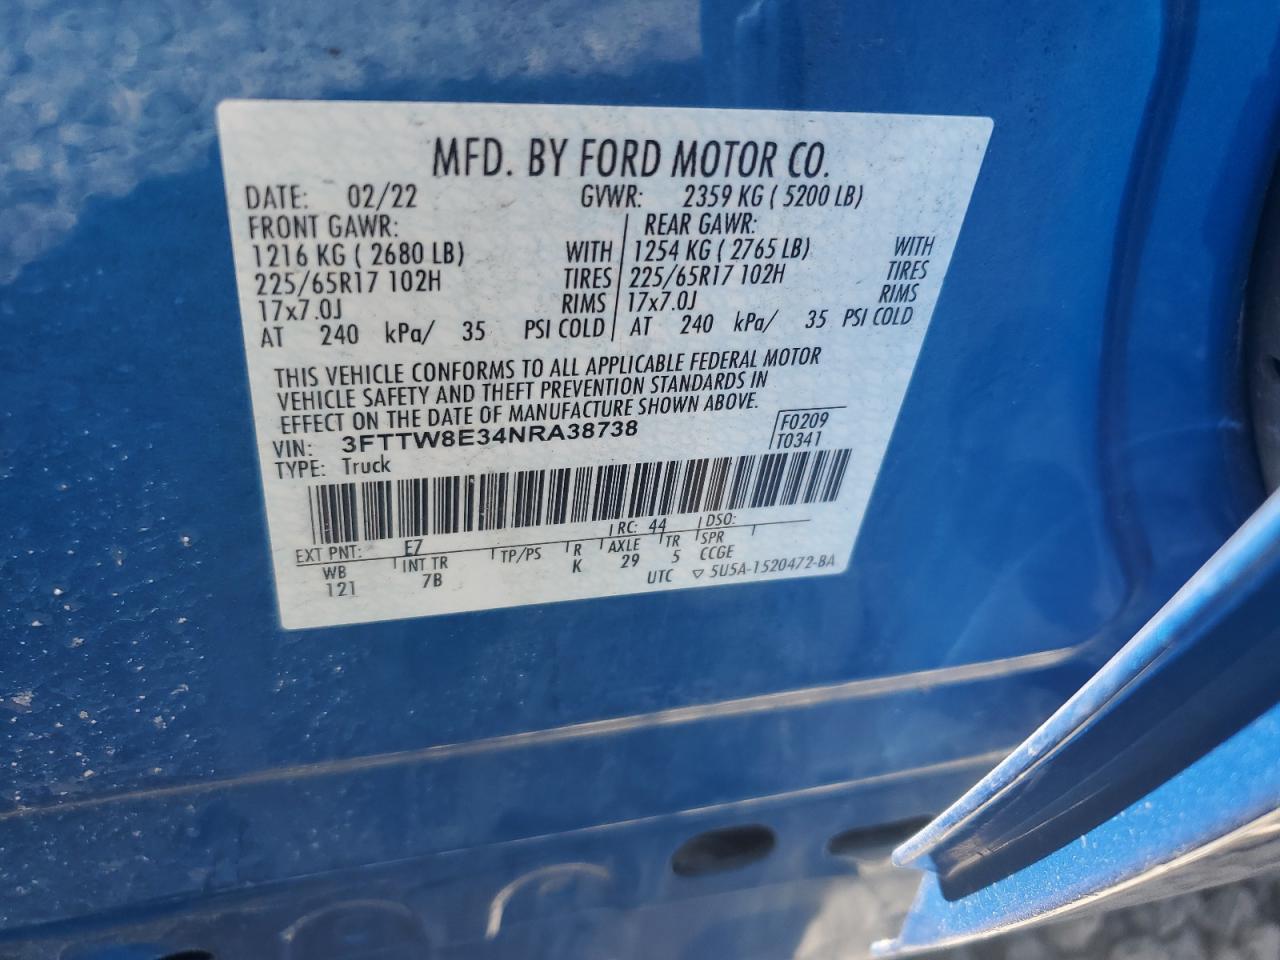 MFD. BY FORD MOTOR CO.
DATE: 02/22 GVWR: 2359 KG ( 5200 LB)
FRONT GAWR: REAR GAWR:
1216 KG ( 2680 LB) WITH 1254 KG ( 2765 LB) WITH
225/65R17 102H TIRES 225/65R17 102H TIRES
17x7.0J RIMS 17x7.0J RIMS
AT 240 kPa/ 35 PSI COLD AT 240 kPa/ 35 PSI COLD
THIS VEHICLE CONFORMS TO ALL APPLICABLE FEDERAL MOTOR
VEHICLE SAFETY AND THEFT PREVENTION STANDARDS IN
EFFECT ON THE DATE OF MANUFACTURE SHOWN ABOVE.
VIN: 3FTTW8E34NRA38738 F0209
TYPE: Truck T0341
EXT PNT: E7 RC: 44 DSO:
WB INT TR TP/PS R AXLE TR SPR
121 7B K 29 5 CCGE
UTC ▽ 5U5A-1520472-BA